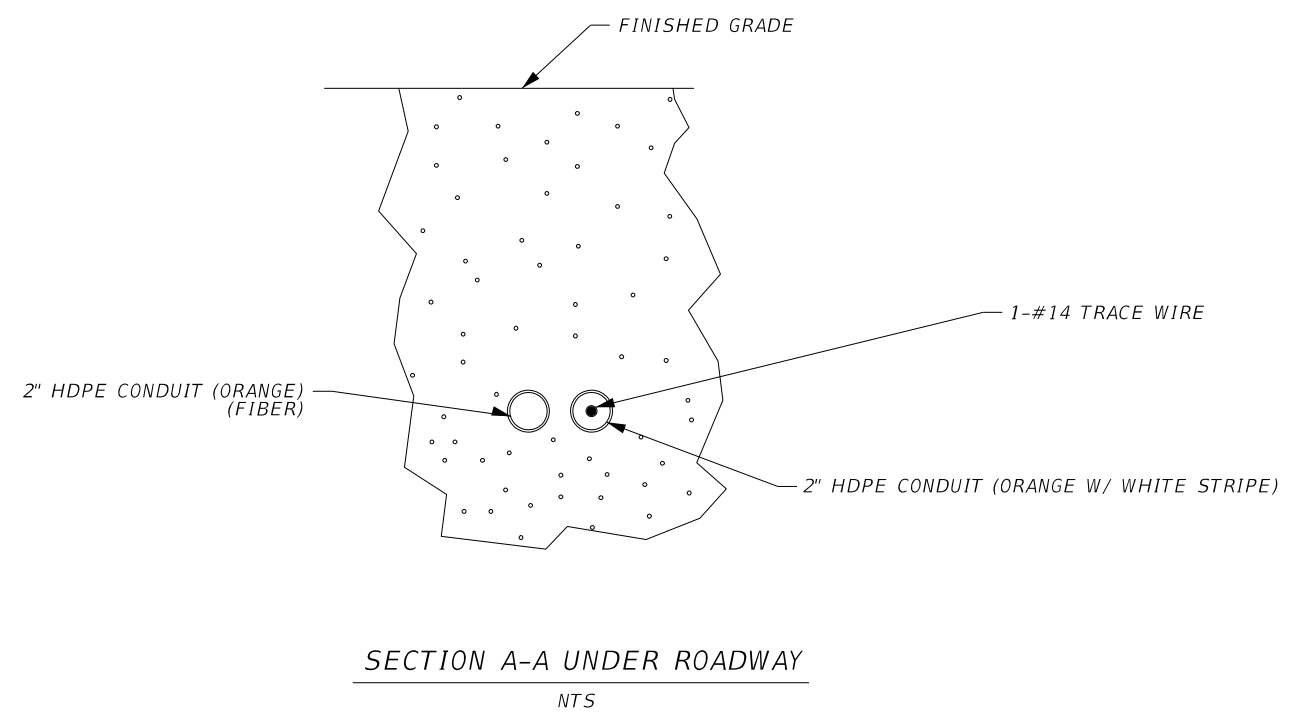 FINISHED GRADE
1-#14 TRACE WIRE
2" HDPE CONDUIT (ORANGE)
(FIBER)
2" HDPE CONDUIT (ORANGE W/ WHITE STRIPE)
SECTION A-A UNDER ROADWAY
NTS